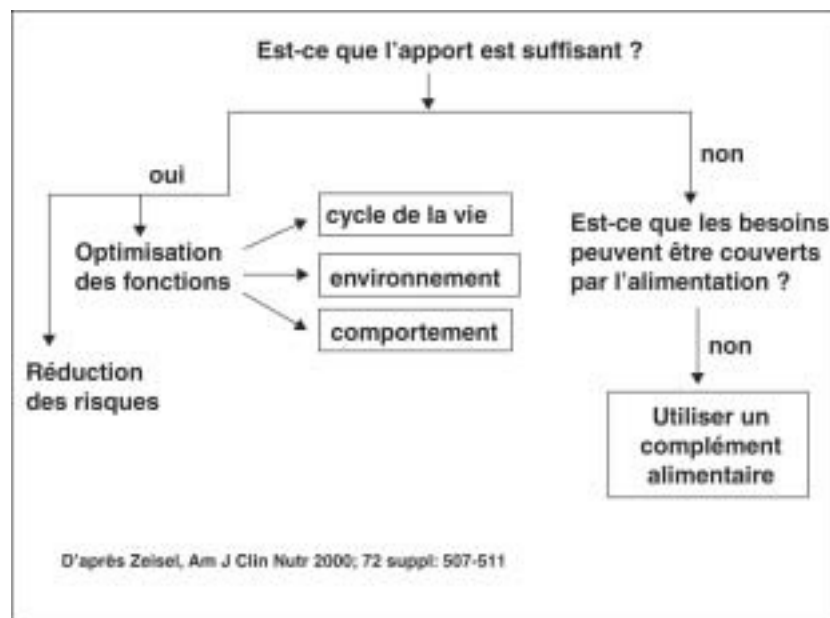 Est-ce que l'apport est suffisant ?
oui
non
cycle de la vie
Optimisation
des fonctions
environnement
comportement
Est-ce que les besoins
peuvent être couverts
par l'alimentation ?
non
Réduction
des risques
Utiliser un
complément
alimentaire
D'après Zeisel, Am J Clin Nutr 2000; 72 suppl: 507-511